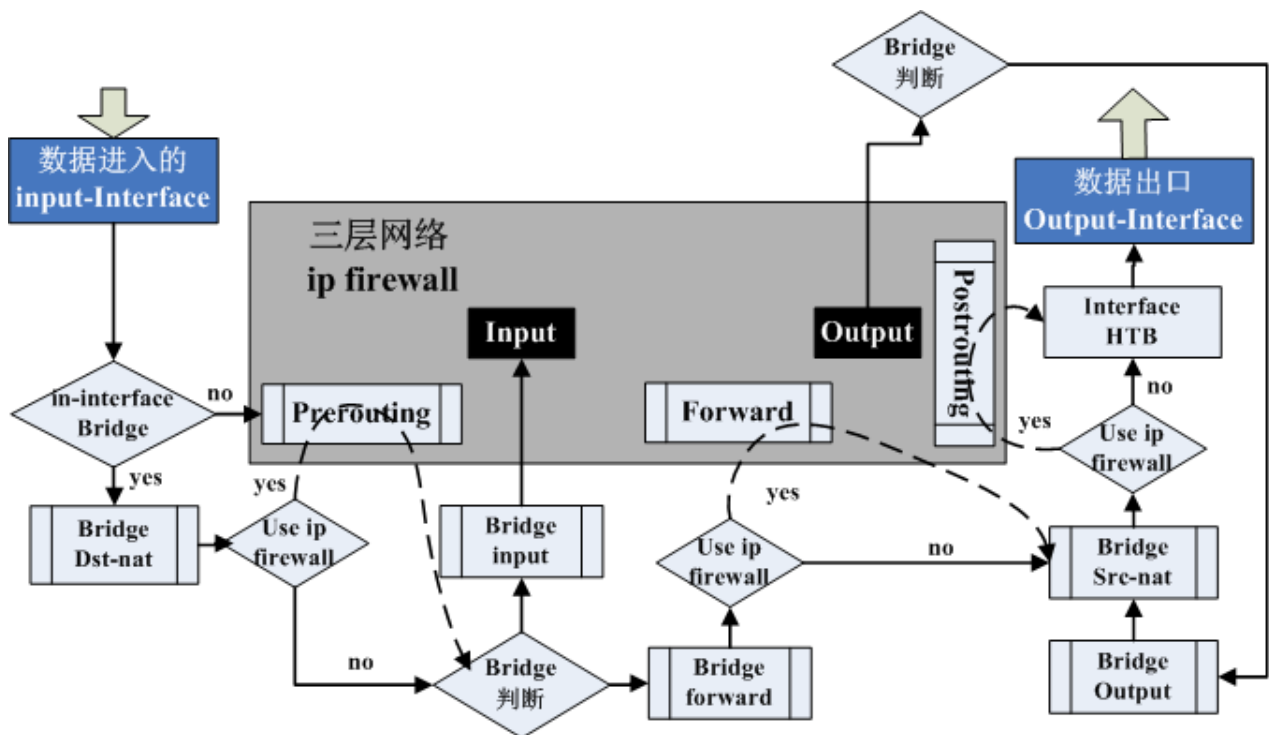 Bridge
判断
数据进入的
input-Interface
数据出口
Output-Interface
三层网络
ip firewall
Input
Output
Postrouting
Interface
HTB
in-interface
Bridge
no
Prerouting
Forward
no
yes
Use ip
firewall
yes
yes
yes
Bridge
Dst-nat
Use ip
firewall
Bridge
input
Use ip
firewall
no
Bridge
Src-nat
no
Bridge
判断
Bridge
forward
Bridge
Output